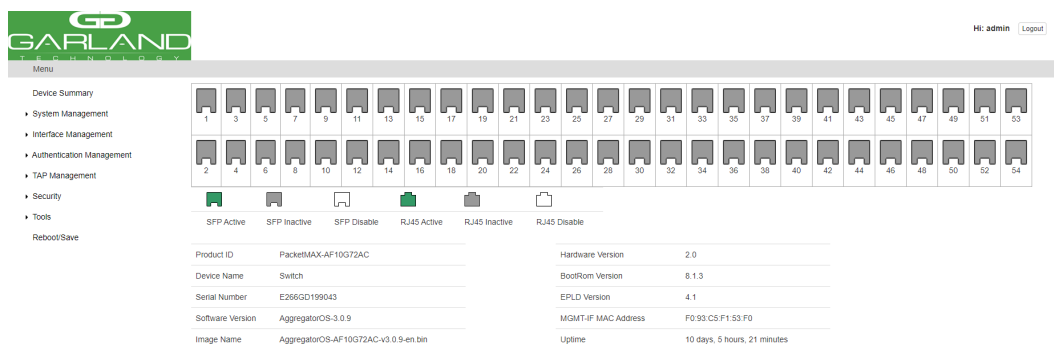 GARLAND
TECHNOLOGY
Hi: admin Logout
Menu
Device Summary
System Management
Interface Management
Authentication Management
TAP Management
Security
Tools
Reboot/Save
1 3 5 7 9 11 13 15 17 19 21 23 25 27 29 31 33 35 37 39 41 43 45 47 49 51 53
2 4 6 8 10 12 14 16 18 20 22 24 26 28 30 32 34 36 38 40 42 44 46 48 50 52 54
SFP Active SFP Inactive SFP Disable RJ45 Active RJ45 Inactive RJ45 Disable
Product ID PacketMAX-AF10G72AC Hardware Version 2.0
Device Name Switch BootRom Version 8.1.3
Serial Number E266GD199043 EPLD Version 4.1
Software Version AggregatorOS-3.0.9 MGMT-IF MAC Address F0:93:C5:F1:53:F0
Image Name AggregatorOS-AF10G72AC-v3.0.9-en.bin Uptime 10 days, 5 hours, 21 minutes